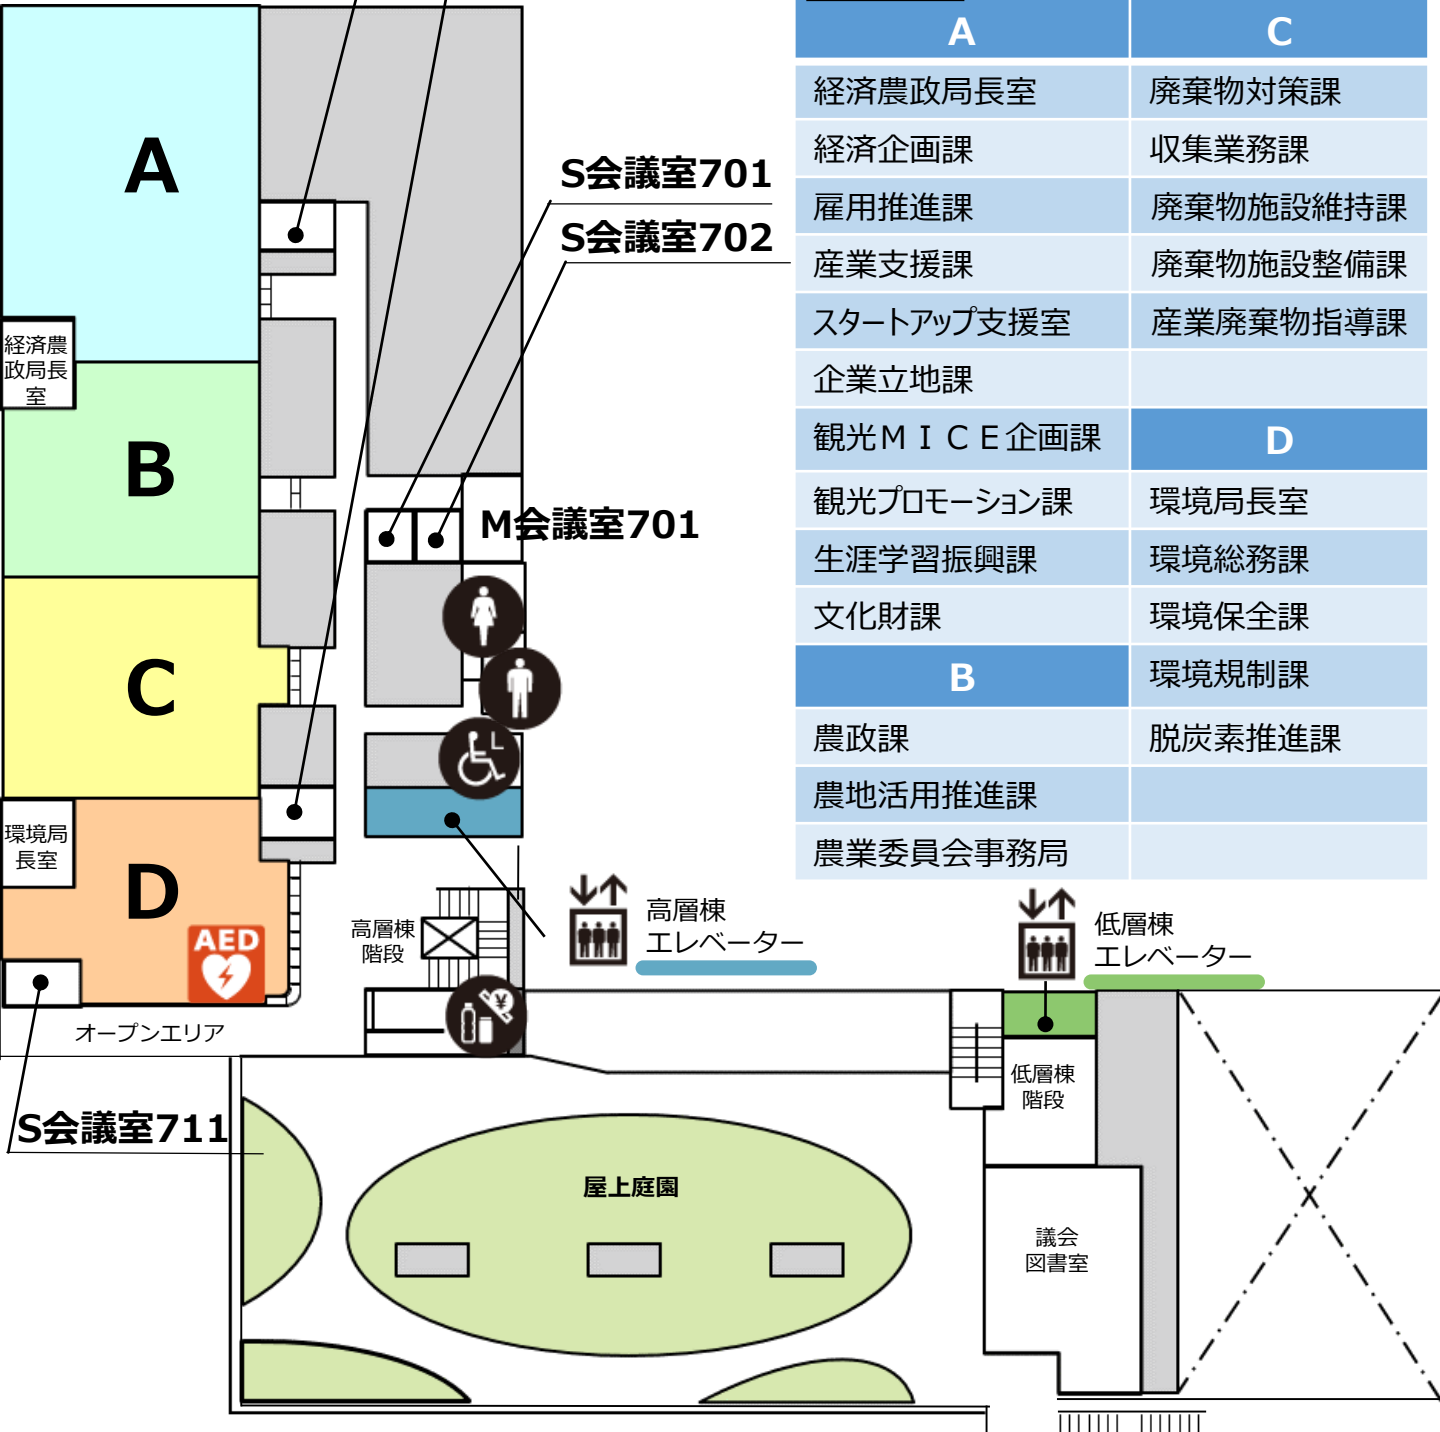 A
C
経済農政局長室
廃棄物対策課
経済企画課
収集業務課
雇用推進課
廃棄物施設維持課
産業支援課
廃棄物施設整備課
スタートアップ支援室
産業廃棄物指導課
企業立地課
観光ＭＩＣＥ企画課
D
観光プロモーション課
環境局長室
生涯学習振興課
環境総務課
文化財課
環境保全課
B
環境規制課
農政課
脱炭素推進課
農地活用推進課
農業委員会事務局
A
S会議室701
S会議室702
経済農
政局長
室
B
M会議室701
C
L
環境局
長室
D
AED
高層棟
階段
高層棟
エレベーター
低層棟
エレベーター
¥
オープンエリア
低層棟
階段
S会議室711
屋上庭園
議会
図書室